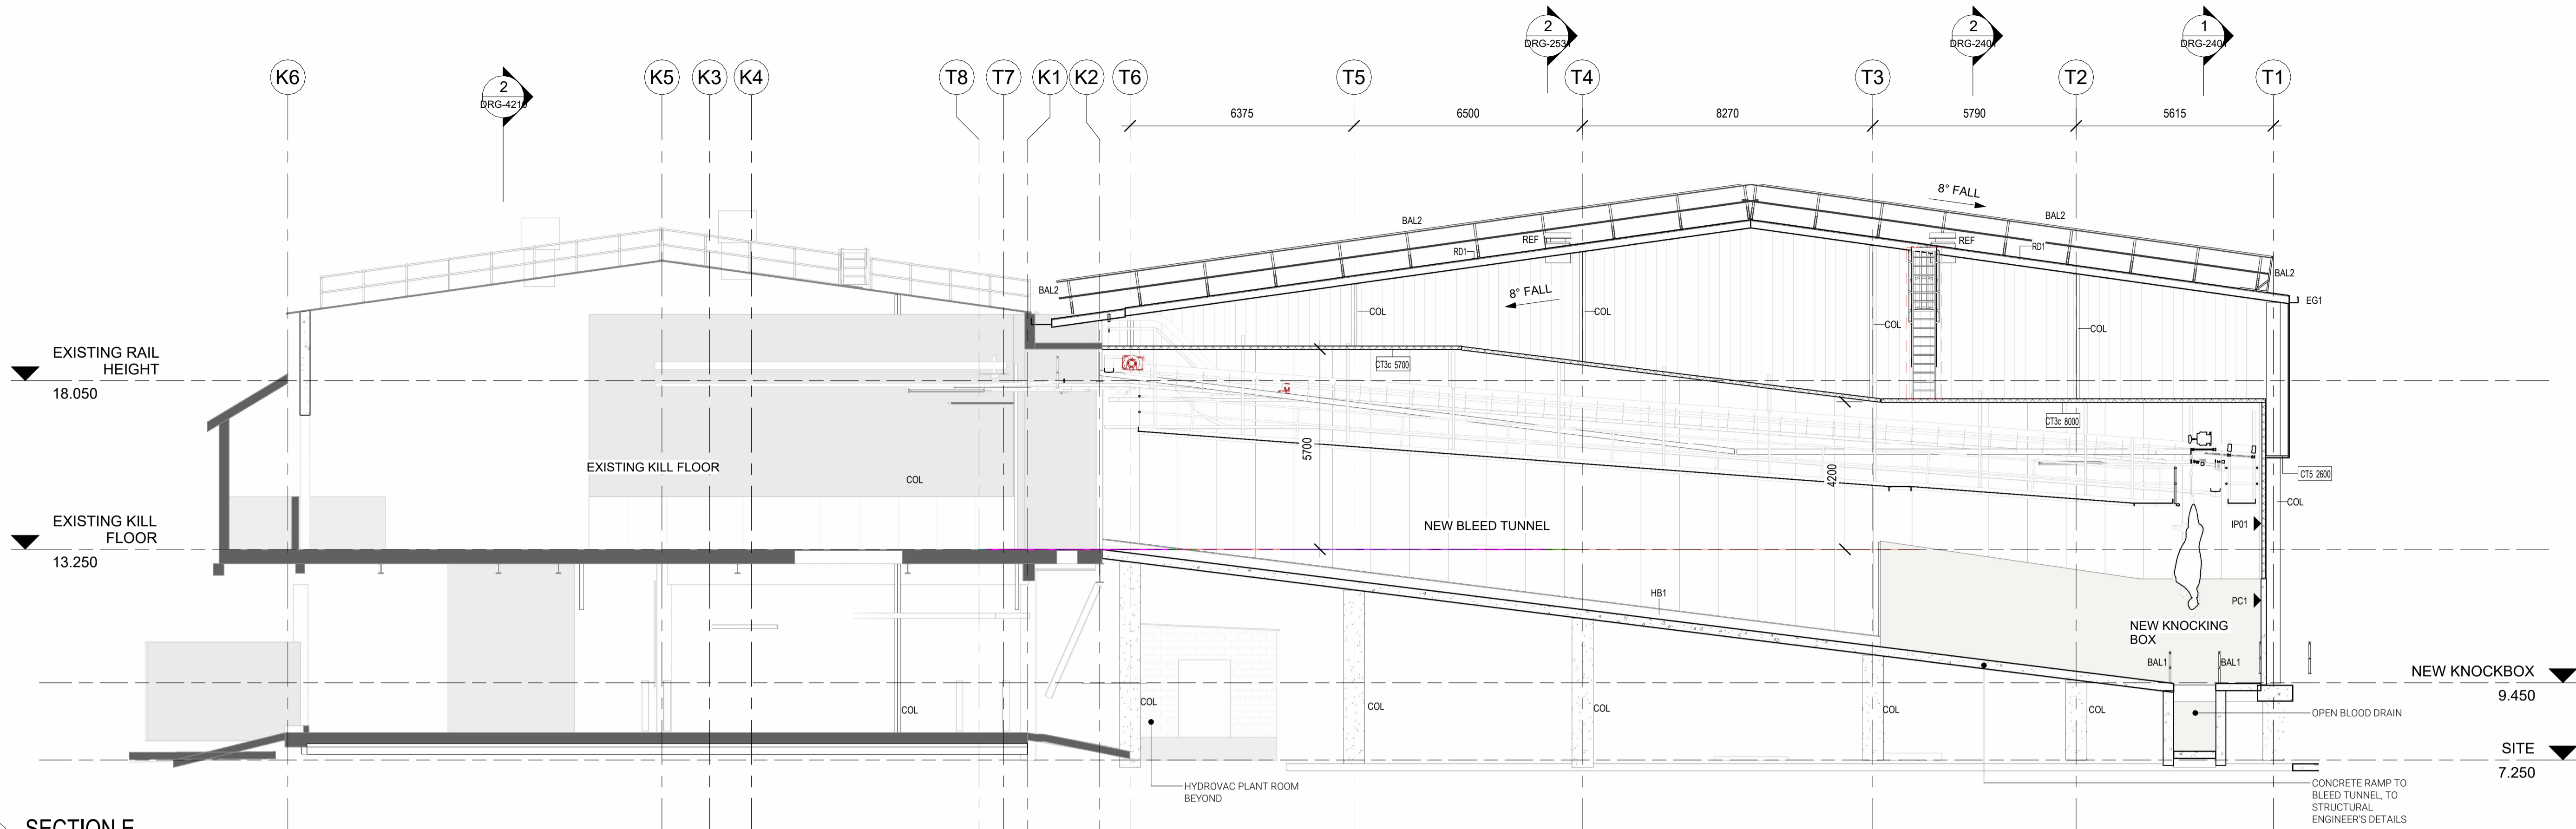 2
DRG-2531
2
DRG-2401
1
DRG-2401
K6
K5
K3
K4
T8
T7
K1
K2
T6
T5
T4
T3
T2
T1
2
DRG-4210
6375
6500
8270
5790
5615
8° FALL
BAL2
BAL2
REF
REF
RD1
RD1
BAL2
BAL2
8° FALL
EG1
COL
COL
COL
COL
EXISTING RAIL
HEIGHT
18.050
CT3c 5700
CT3c 8000
5700
4200
EXISTING KILL FLOOR
COL
CT5 2600
COL
EXISTING KILL
FLOOR
13.250
NEW BLEED TUNNEL
IP01
HB1
PC1
NEW KNOCKING
BOX
BAL1
BAL1
NEW KNOCKBOX
9.450
COL
COL
COL
COL
COL
COL
OPEN BLOOD DRAIN
SITE
7.250
HYDROVAC PLANT ROOM
BEYOND
CONCRETE RAMP TO
BLEED TUNNEL, TO
STRUCTURAL
ENGINEER'S DETAILS